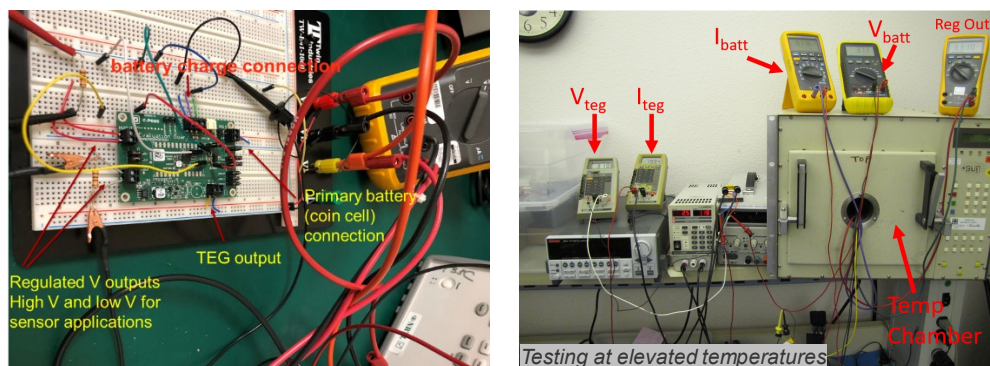 battery charge connection
Primary battery
(coin cell)
connection
TEG output
Regulated V outputs
High V and low V for
sensor applications
I batt
V batt
Reg Out
V teg
I teg
TOP
Temp
Chamber
Testing at elevated temperatures